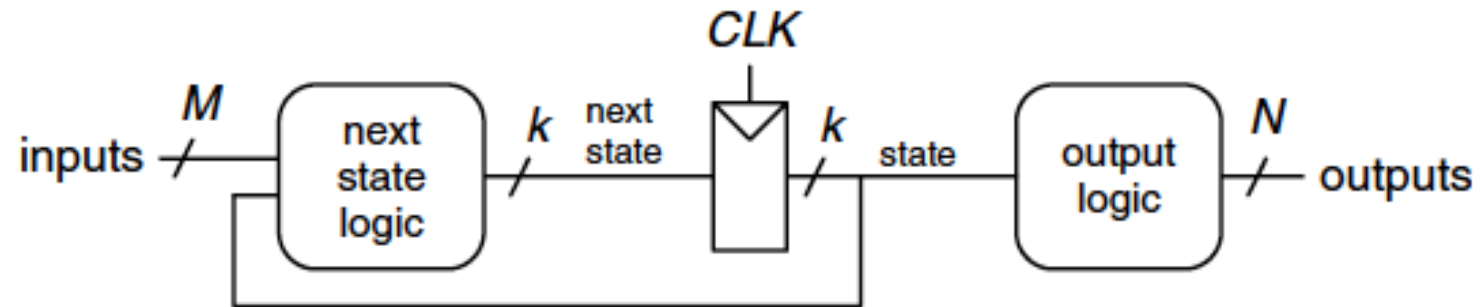 CLK
M
inputs
next
state
logic
k
next
state
k
state
output
logic
N
outputs